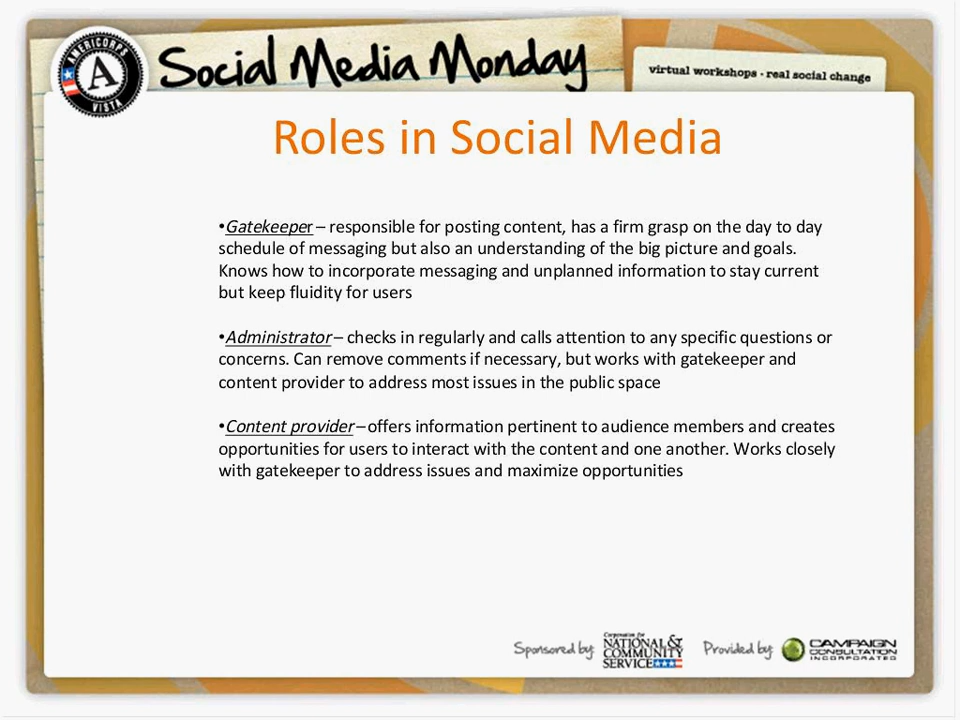 AMERICORPS
A
VISTA
Social Media Monday
virtual workshops · real social change
Roles in Social Media
•Gatekeeper – responsible for posting content, has a firm grasp on the day to day
schedule of messaging but also an understanding of the big picture and goals.
Knows how to incorporate messaging and unplanned information to stay current
but keep fluidity for users
•Administrator – checks in regularly and calls attention to any specific questions or
concerns. Can remove comments if necessary, but works with gatekeeper and
content provider to address most issues in the public space
•Content provider – offers information pertinent to audience members and creates
opportunities for users to interact with the content and one another. Works closely
with gatekeeper to address issues and maximize opportunities
Sponsored by:
Corporation for
NATIONAL &
COMMUNITY
SERVICE
Provided by:
CAMPAIGN
CONSULTATION
INCORPORATED